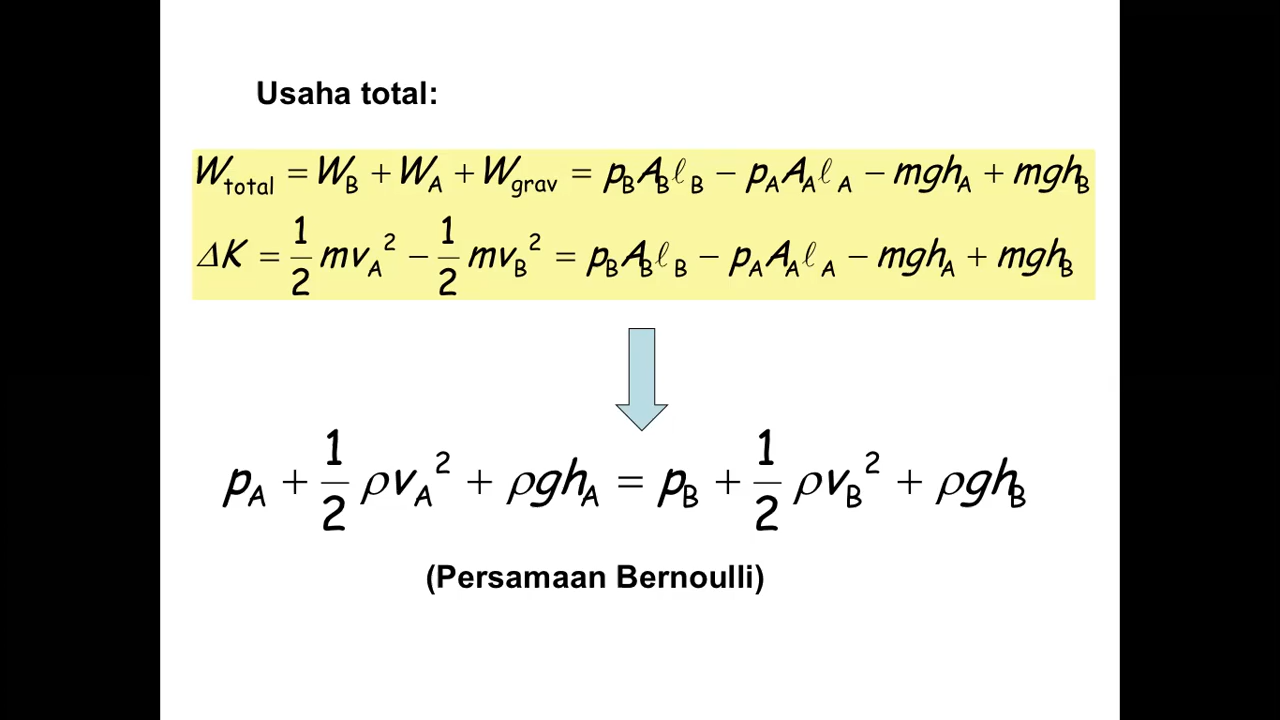 Usaha total:
W_total = W_B + W_A + W_grav = p_B A_B ℓ_B − p_A A_A ℓ_A − mgh_A + mgh_B
ΔK = 1/2 mv_A² − 1/2 mv_B² = p_B A_B ℓ_B − p_A A_A ℓ_A − mgh_A + mgh_B
p_A + 1/2 ρv_A² + ρgh_A = p_B + 1/2 ρv_B² + ρgh_B
(Persamaan Bernoulli)